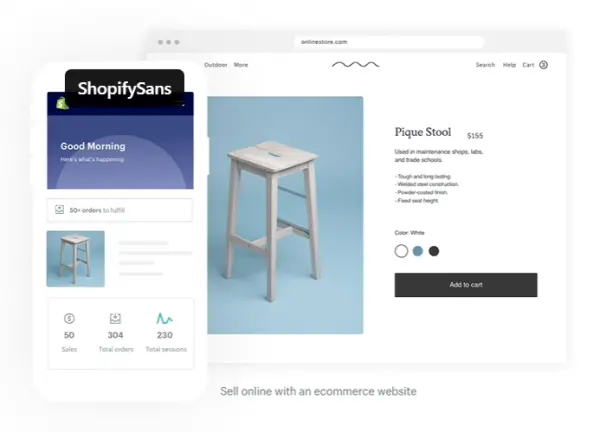 onlinestore.com
Outdoor More
Search Help Cart 3
ShopifySans
Good Morning
Here's what's happening
50+ orders to fulfill
50 304 230
Sales Total orders Total sessions
Pique Stool $155
Used in maintenance shops, labs,
and trade schools.
- Tough and long lasting.
- Welded steel construction.
- Powder-coated finish.
- Fixed seat height.
Color: White
Add to cart
Sell online with an ecommerce website